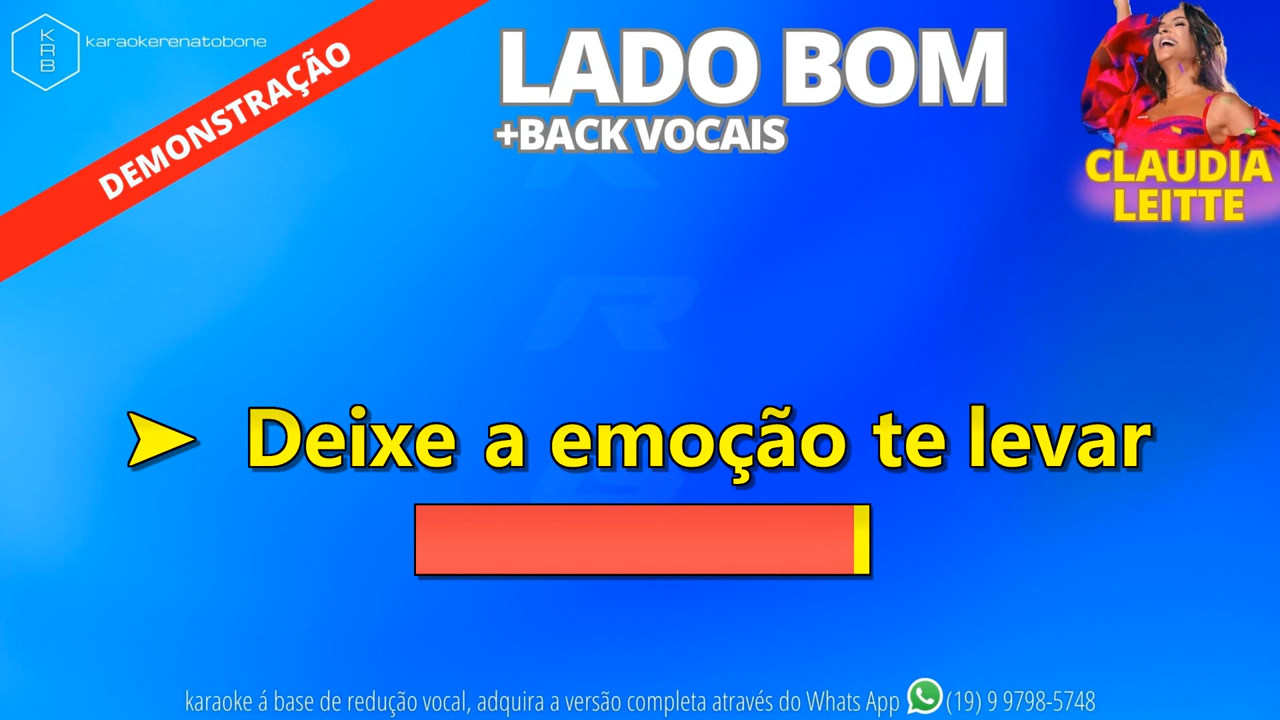 KRB
karaokerenatobone
DEMONSTRAÇÃO
LADO BOM
+BACK VOCAIS
CLAUDIA
LEITTE
➤ Deixe a emoção te levar
karaoke á base de redução vocal, adquira a versão completa através do Whats App (19) 9 9798-5748